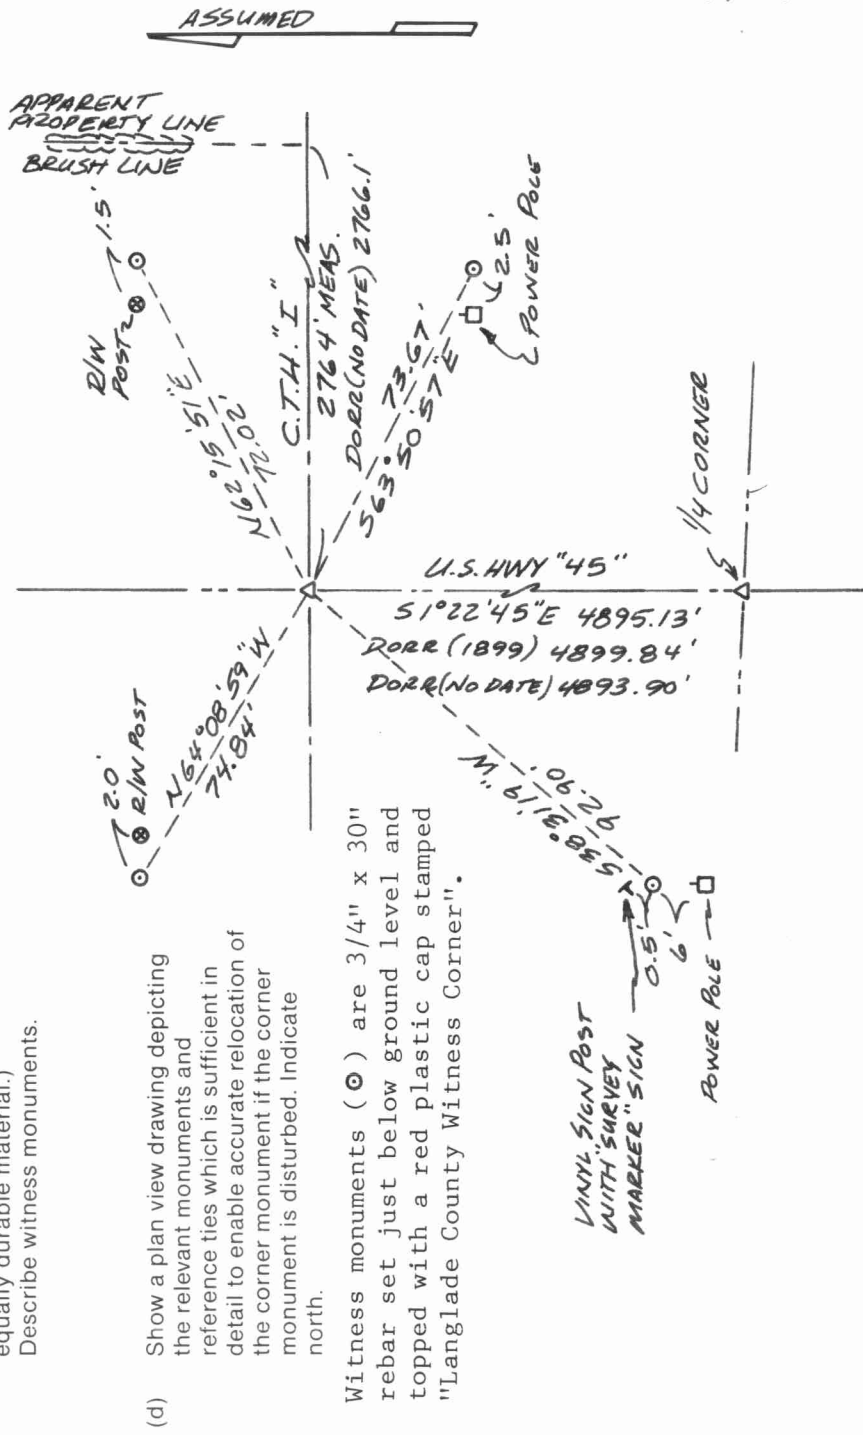 equally durable material.)
Describe witness monuments.
(d) Show a plan view drawing depicting
the relevant monuments and
reference ties which is sufficient in
detail to enable accurate relocation of
the corner monument if the corner
monument is disturbed. Indicate
north.
Witness monuments ( ⊙ ) are 3/4" x 30"
rebar set just below ground level and
topped with a red plastic cap stamped
"Langlade County Witness Corner".
ASSUMED
APPARENT
PROPERTY LINE
BRUSH LINE
1.5'
R/W
POST
N62°15'51"E
72.02'
C.T.H. "I"
2764' MEAS.
DORR (NO DATE) 2766.1'
73.67'
S63°50'57"E
2.5'
POWER POLE
2.0'
R/W POST
N64°08'59"W
74.84'
U.S. HWY "45"
S1°22'45"E 4895.13'
DORR (1899) 4899.84'
DORR (NO DATE) 4893.90'
1/4 CORNER
S38°31'19"W
92.90'
VINYL SIGN POST
WITH "SURVEY
MARKER" SIGN
0.5'
6'
POWER POLE